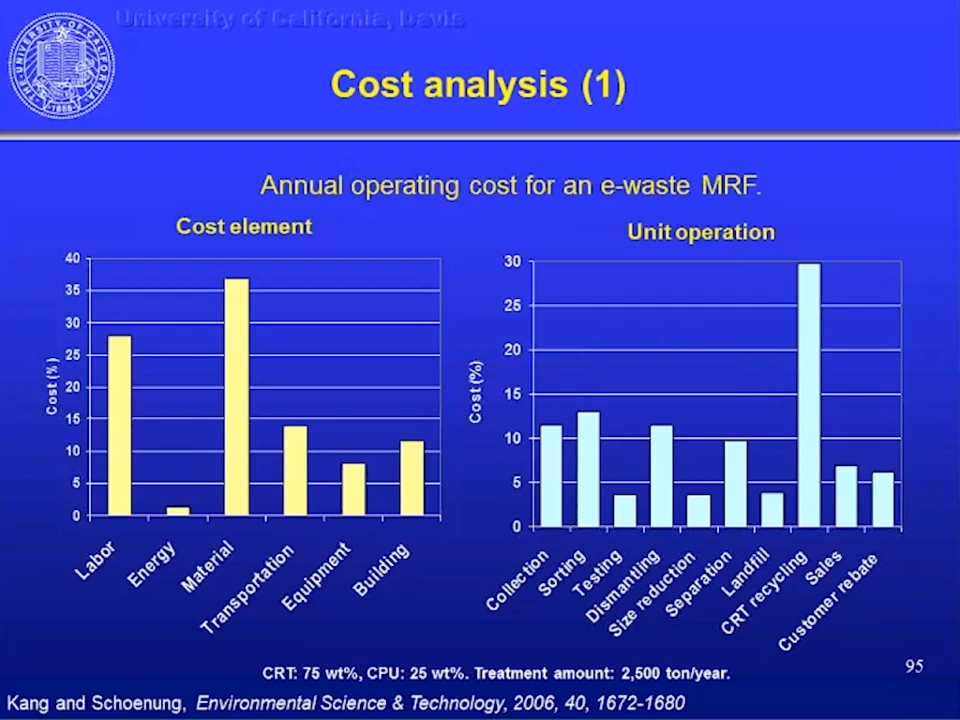 University of California, Davis
Cost analysis (1)
Annual operating cost for an e-waste MRF.
Cost element
40
35
30
25
20
15
10
5
0
Cost (%)
Labor
Energy
Material
Transportation
Equipment
Building
Unit operation
30
25
20
15
10
5
0
Cost (%)
Collection
Sorting
Testing
Dismantling
Size reduction
Separation
Landfill
CRT recycling
Sales
Customer rebate
CRT: 75 wt%, CPU: 25 wt%. Treatment amount: 2,500 ton/year.
95
Kang and Schoenung, Environmental Science & Technology, 2006, 40, 1672-1680